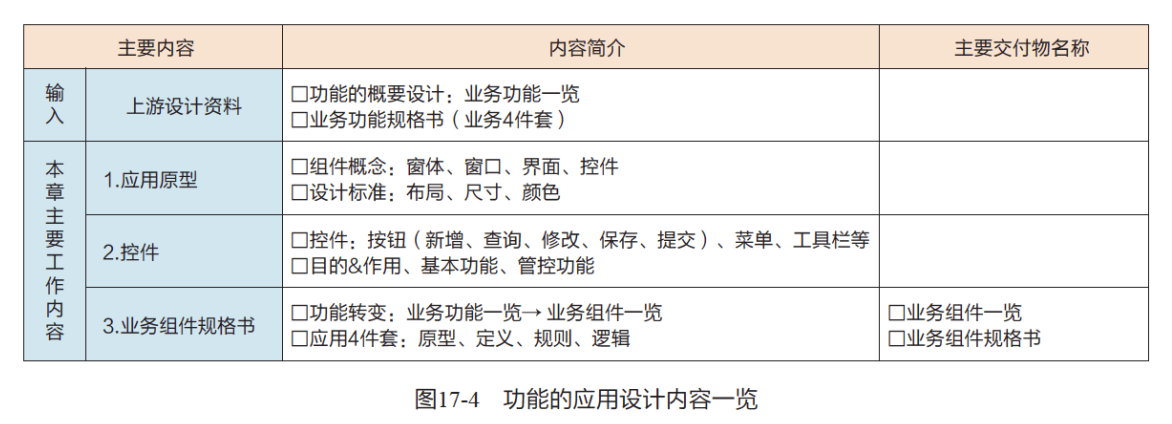 主要内容 内容简介 主要交付物名称
输入 上游设计资料
□功能的概要设计：业务功能一览
□业务功能规格书（业务4件套）
本章主要工作内容
1.应用原型
□组件概念：窗体、窗口、界面、控件
□设计标准：布局、尺寸、颜色
2.控件
□控件：按钮（新增、查询、修改、保存、提交）、菜单、工具栏等
□目的&作用、基本功能、管控功能
3.业务组件规格书
□功能转变：业务功能一览→业务组件一览
□应用4件套：原型、定义、规则、逻辑
□业务组件一览
□业务组件规格书
图17-4 功能的应用设计内容一览